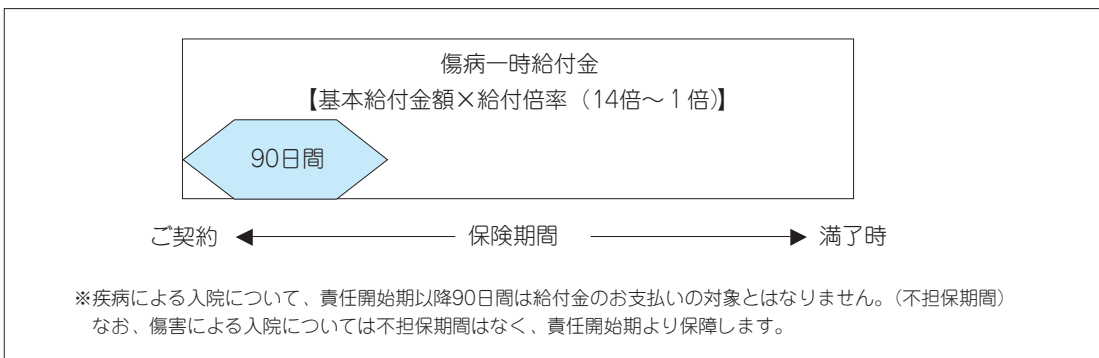 傷病一時給付金
【基本給付金額×給付倍率（14倍～１倍）】
90日間
ご契約 保険期間 満了時
※疾病による入院について、責任開始期以降90日間は給付金のお支払いの対象とはなりません。（不担保期間）
なお、傷害による入院については不担保期間はなく、責任開始期より保障します。